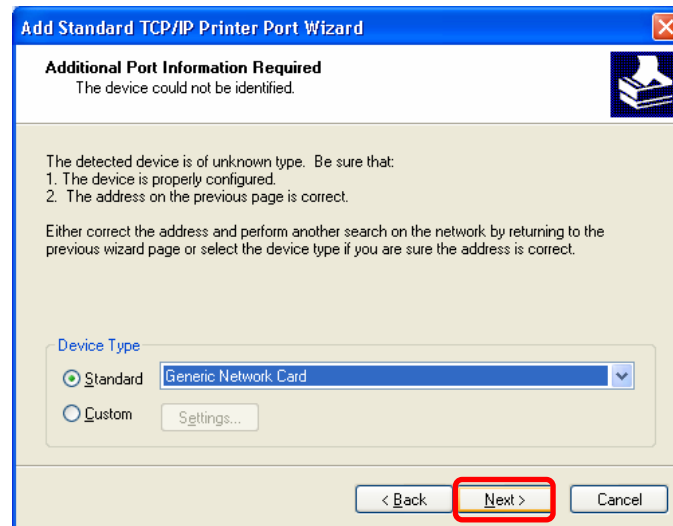 Add Standard TCP/IP Printer Port Wizard
Additional Port Information Required
The device could not be identified.
The detected device is of unknown type. Be sure that:
1. The device is properly configured.
2. The address on the previous page is correct.
Either correct the address and perform another search on the network by returning to the
previous wizard page or select the device type if you are sure the address is correct.
Device Type
Standard Generic Network Card
Custom Settings...
< Back Next > Cancel